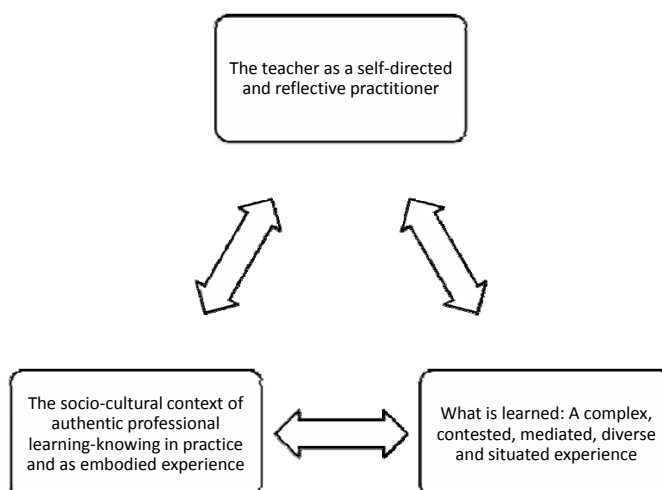 The teacher as a self-directed
and reflective practitioner
The socio-cultural context of
authentic professional
learning-knowing in practice
and as embodied experience
What is learned: A complex,
contested, mediated, diverse
and situated experience